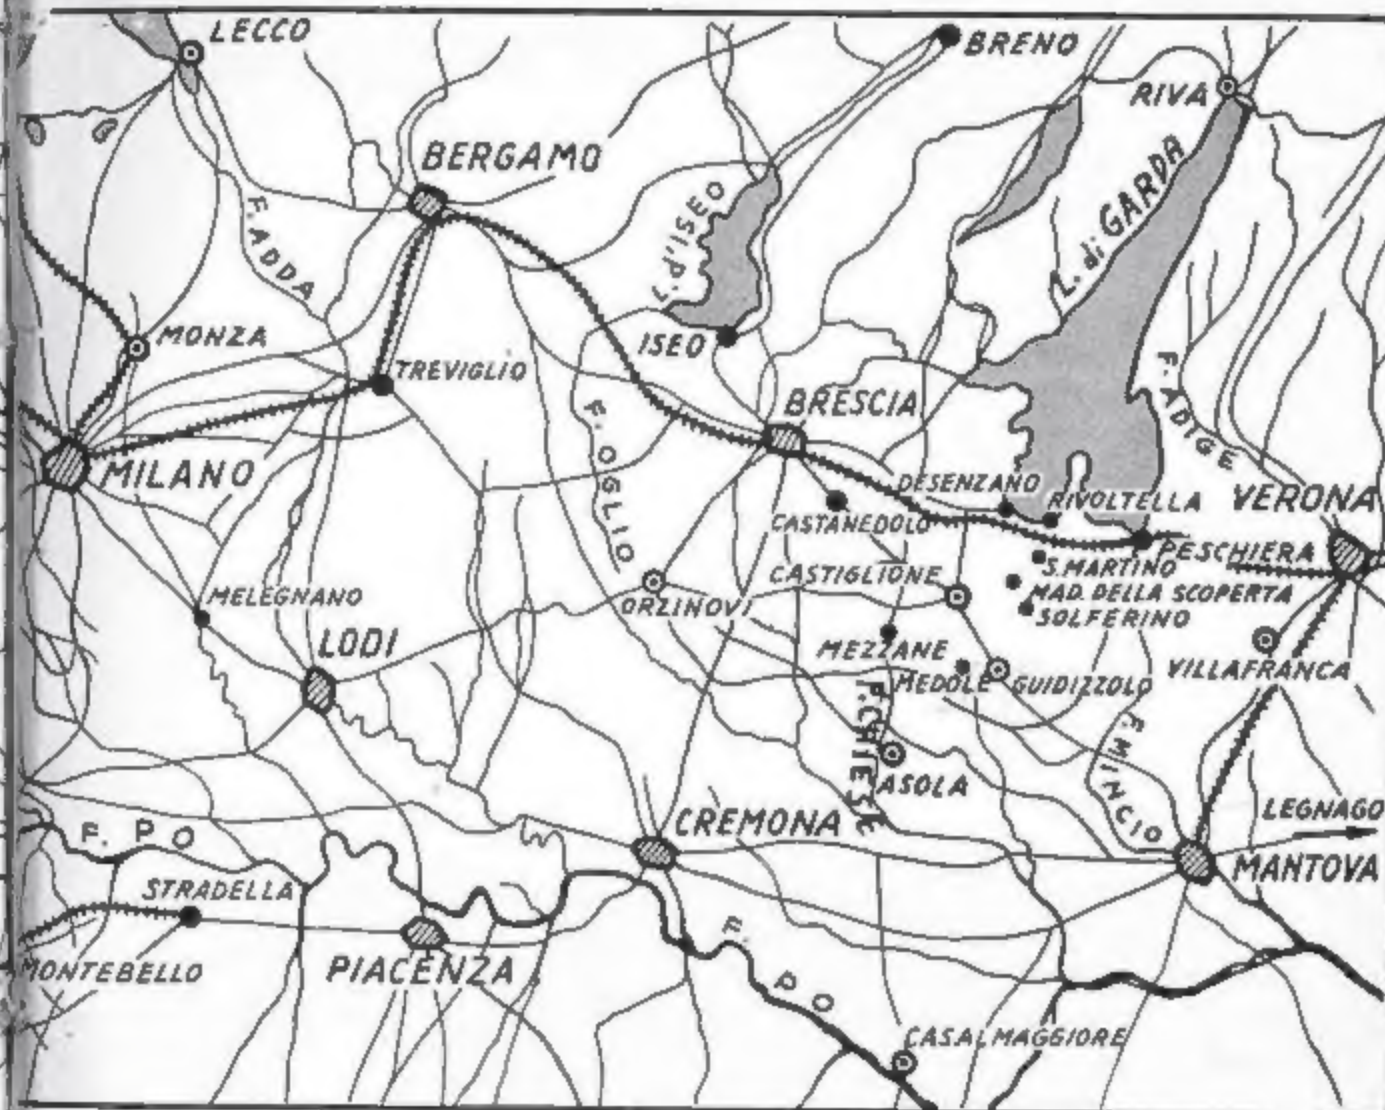 LECCO
BRENO
RIVA
BERGAMO
L. di GARDA
F. ADDA
L. d'ISEO
MONZA
ISEO
TREVIGLIO
BRESCIA
F. ADIGE
F. OGLIO
MILANO
DESENZANO
RIVOLTELLA
VERONA
CASTANEDOLO
PESCHIERA
S. MARTINO
CASTIGLIONE
MAD. DELLA SCOPERTA
MELEGNANO
ORZINOVI
SOLFERINO
LODI
MEZZANE
VILLAFRANCA
MEDOLE
GUIDIZZOLO
F. CHIESE
F. MINCIO
ASOLA
LEGNAGO
CREMONA
F. PO
MANTOVA
STRADELLA
F. PO
MONTEBELLO
PIACENZA
CASALMAGGIORE